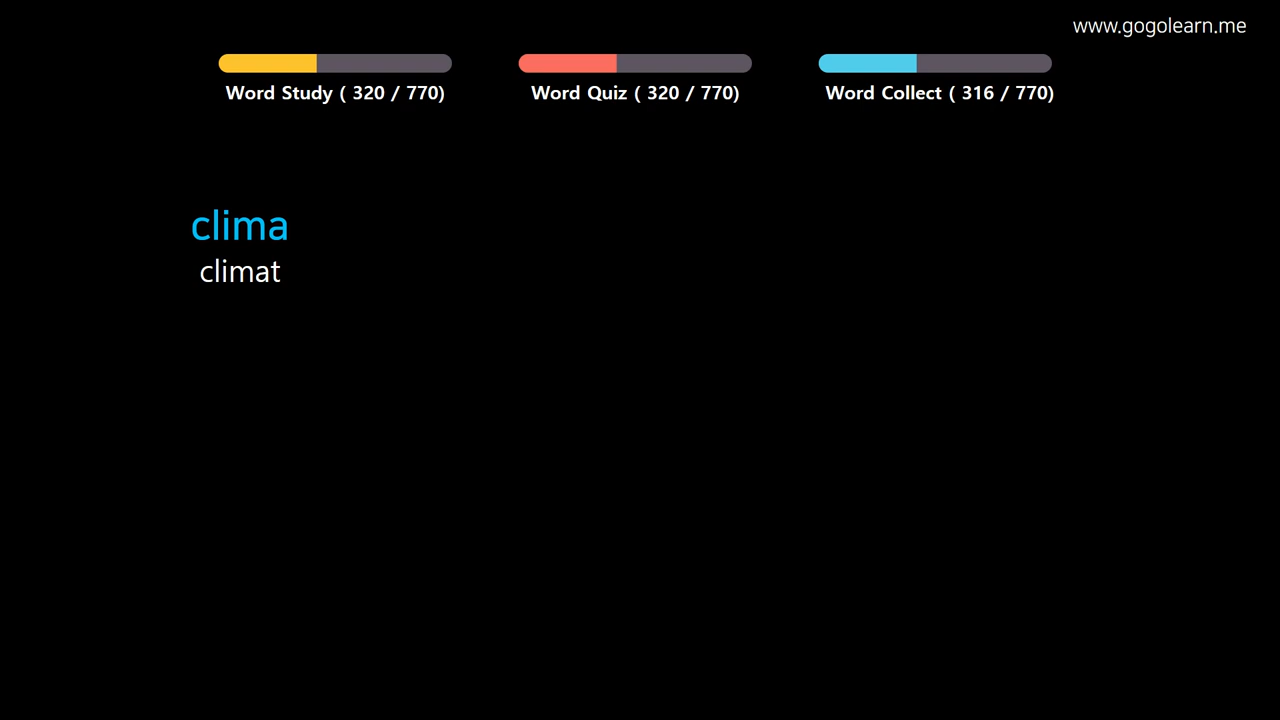 www.gogolearn.me
Word Study ( 320 / 770)
Word Quiz ( 320 / 770)
Word Collect ( 316 / 770)
clima
climat